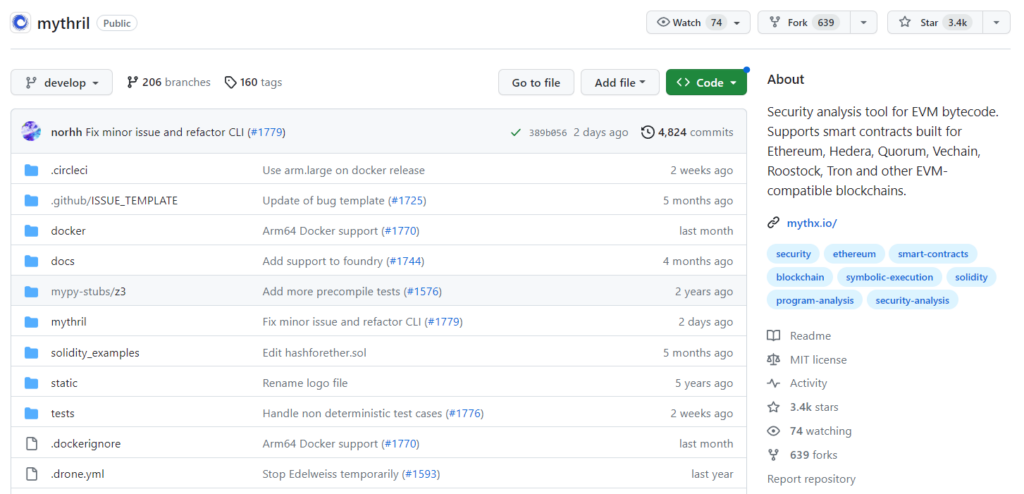 mythril Public
Watch 74 Fork 639 Star 3.4k
develop 206 branches 160 tags Go to file Add file Code
norhh Fix minor issue and refactor CLI (#1779) 389b056 2 days ago 4,824 commits
.circleci Use arm.large on docker release 2 weeks ago
.github/ISSUE_TEMPLATE Update of bug template (#1725) 5 months ago
docker Arm64 Docker support (#1770) last month
docs Add support to foundry (#1744) 4 months ago
mypy-stubs/z3 Add more precompile tests (#1576) 2 years ago
mythril Fix minor issue and refactor CLI (#1779) 2 days ago
solidity_examples Edit hashforether.sol 5 months ago
static Rename logo file 5 years ago
tests Handle non deterministic test cases (#1776) 2 weeks ago
.dockerignore Arm64 Docker support (#1770) last month
.drone.yml Stop Edelweiss temporarily (#1593) last year
About
Security analysis tool for EVM bytecode.
Supports smart contracts built for
Ethereum, Hedera, Quorum, Vechain,
Roostock, Tron and other EVM-
compatible blockchains.
mythx.io/
security ethereum smart-contracts
blockchain symbolic-execution solidity
program-analysis security-analysis
Readme
MIT license
Activity
3.4k stars
74 watching
639 forks
Report repository